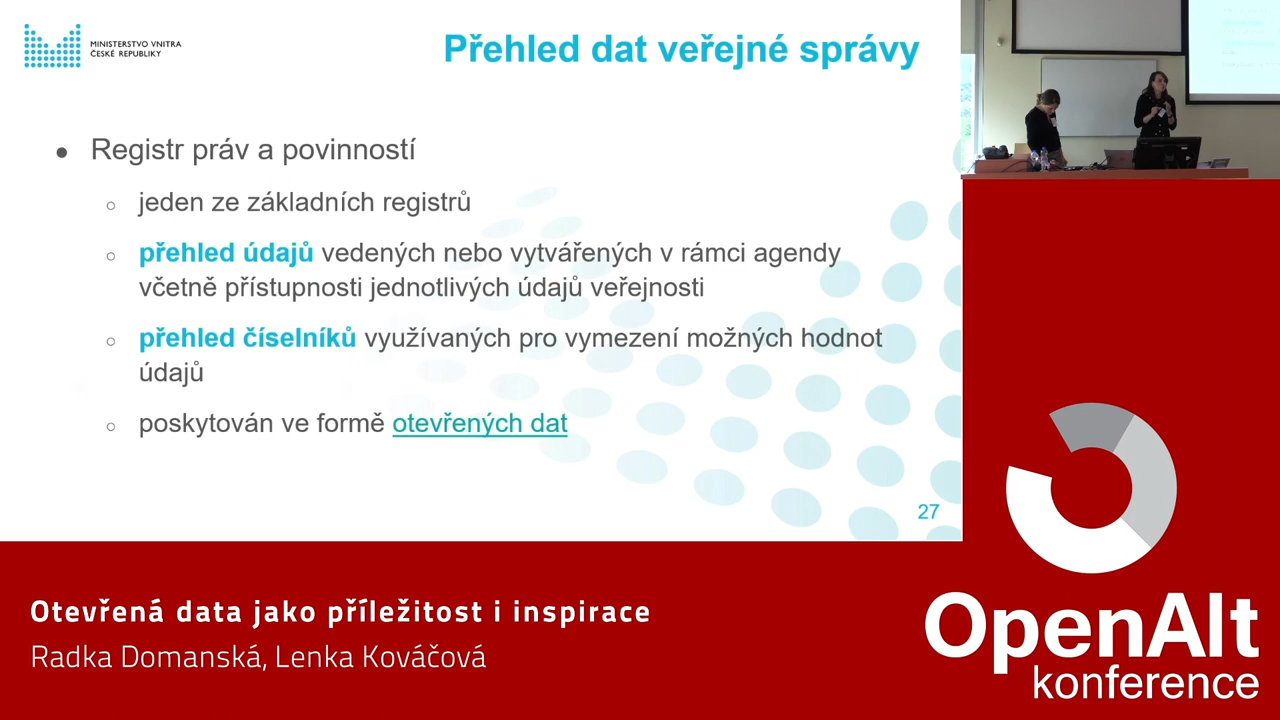 MINISTERSTVO VNITRA
ČESKÉ REPUBLIKY
Přehled dat veřejné správy
Registr práv a povinností
jeden ze základních registrů
přehled údajů vedených nebo vytvářených v rámci agendy
včetně přístupnosti jednotlivých údajů veřejnosti
přehled číselníků využívaných pro vymezení možných hodnot
údajů
poskytován ve formě otevřených dat
27
Otevřená data jako příležitost i inspirace
Radka Domanská, Lenka Kováčová
OpenAlt
konference